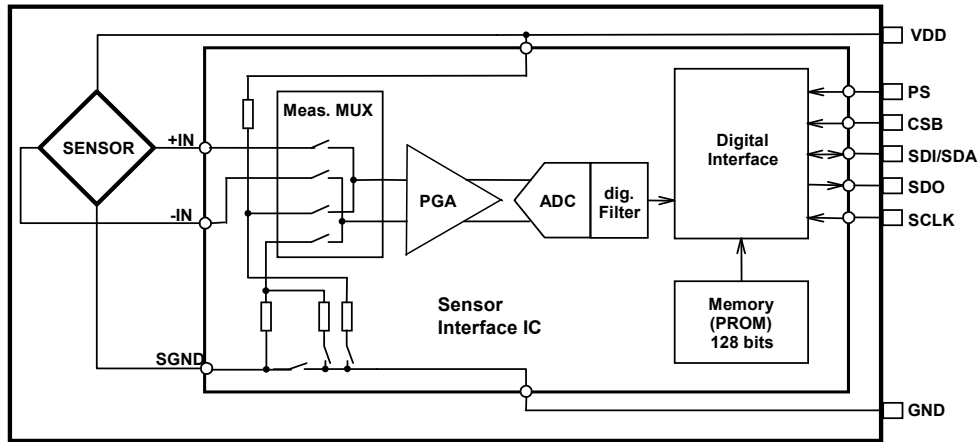 VDD
PS
Meas. MUX
+IN
SENSOR
Digital
Interface
CSB
SDI/SDA
PGA
ADC
dig.
Filter
SDO
-IN
SCLK
Sensor
Interface IC
Memory
(PROM)
128 bits
SGND
GND